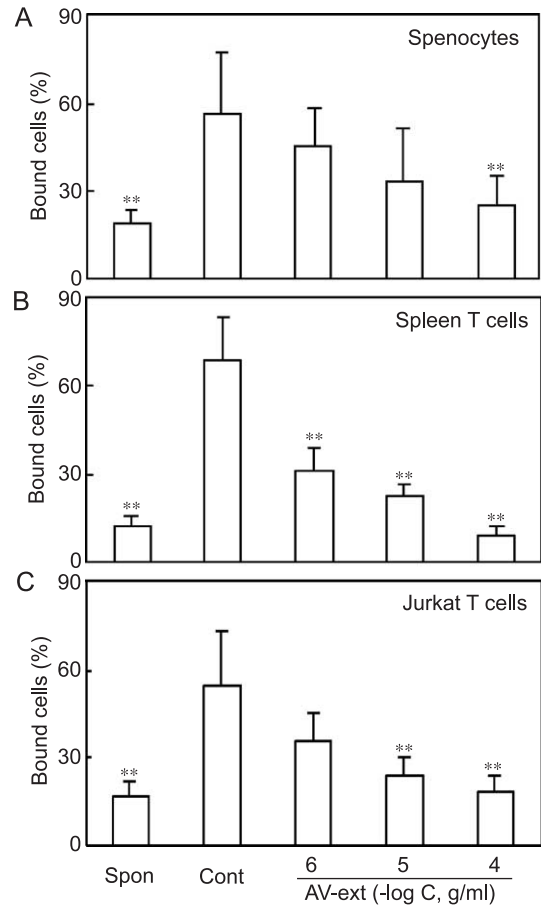 A
90
Spenocytes
60
Bound cells (%)
30
**
**
0
B
90
Spleen T cells
60
Bound cells (%)
30
**
**
**
**
0
C
90
Jurkat T cells
60
Bound cells (%)
30
**
**
**
0
Spon Cont 6 5 4
AV-ext (-log C, g/ml)